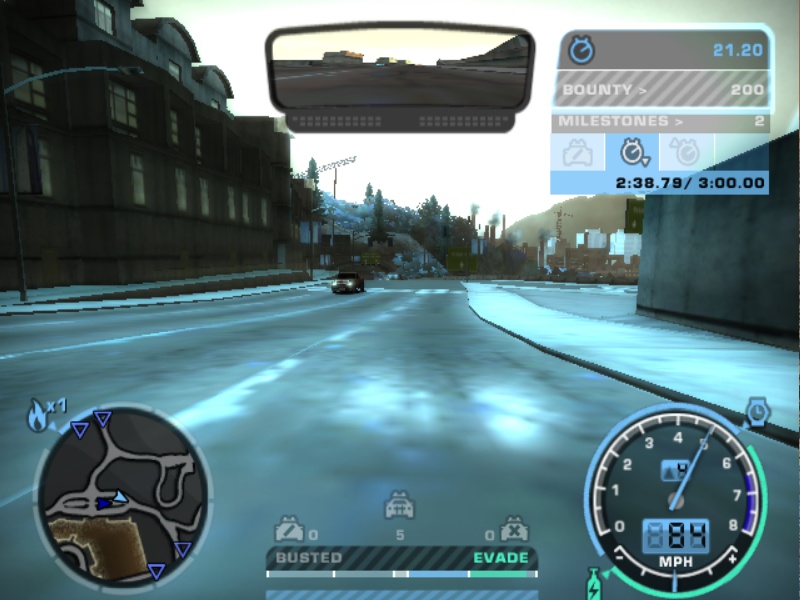 21.20
BOUNTY > 200
MILESTONES > 2
2:38.79/ 3:00.00
x1
0 1 2 3 4 5 6 7 8
4
84
MPH
0 5 0
BUSTED EVADE